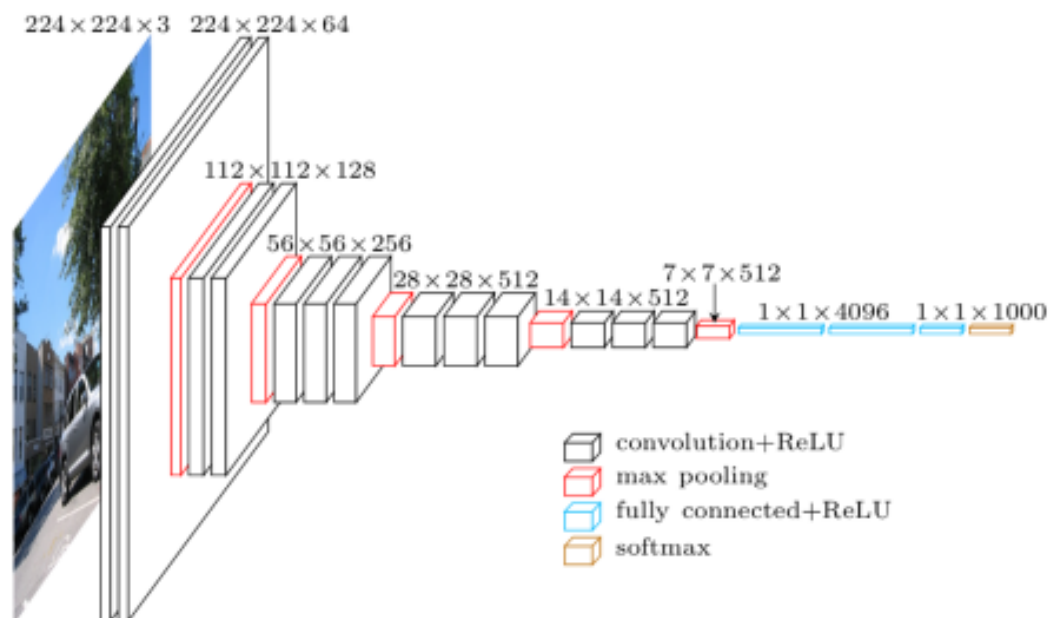 224×224×3
224×224×64
112×112×128
56×56×256
28×28×512
14×14×512
7×7×512
1×1×4096
1×1×1000
convolution+ReLU
max pooling
fully connected+ReLU
softmax